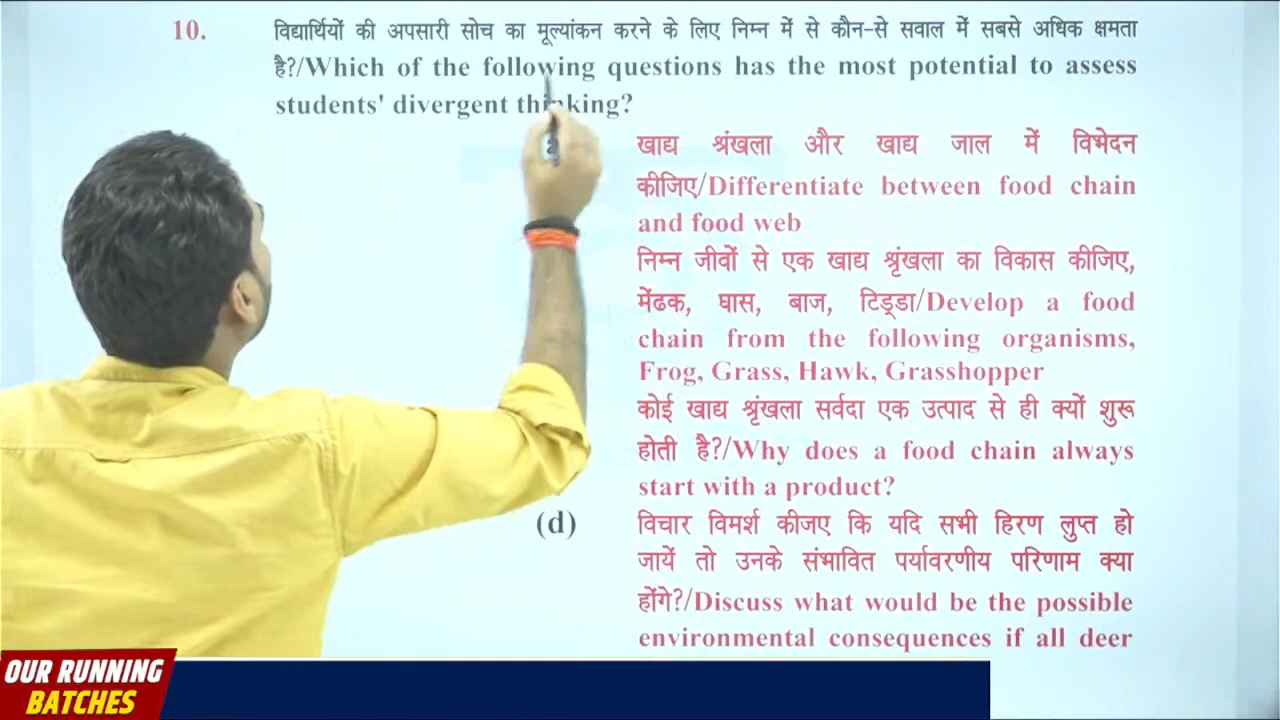 10. विद्यार्थियों की अपसारी सोच का मूल्यांकन करने के लिए निम्न में से कौन-से सवाल में सबसे अधिक क्षमता
है?/Which of the following questions has the most potential to assess
students' divergent thinking?
खाद्य श्रंखला और खाद्य जाल में विभेदन
कीजिए/Differentiate between food chain
and food web
निम्न जीवों से एक खाद्य श्रृंखला का विकास कीजिए,
मेंढक, घास, बाज, टिड्डा/Develop a food
chain from the following organisms,
Frog, Grass, Hawk, Grasshopper
कोई खाद्य श्रृंखला सर्वदा एक उत्पाद से ही क्यों शुरू
होती है?/Why does a food chain always
start with a product?
(d) विचार विमर्श कीजए कि यदि सभी हिरण लुप्त हो
जायें तो उनके संभावित पर्यावरणीय परिणाम क्या
होंगे?/Discuss what would be the possible
environmental consequences if all deer
OUR RUNNING
BATCHES